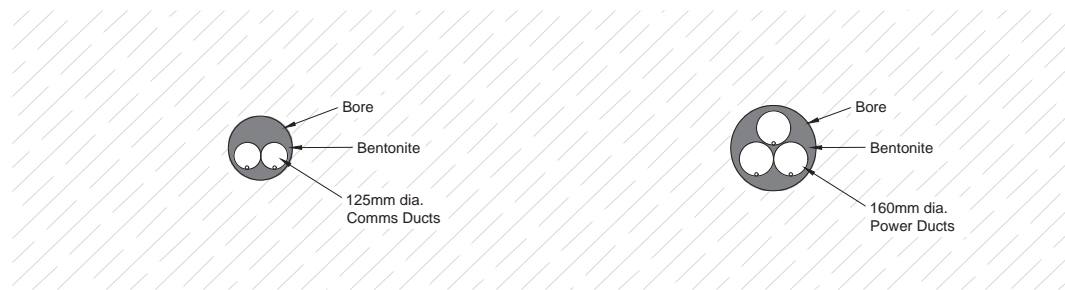 Bore
Bentonite
125mm dia.
Comms Ducts
Bore
Bentonite
160mm dia.
Power Ducts